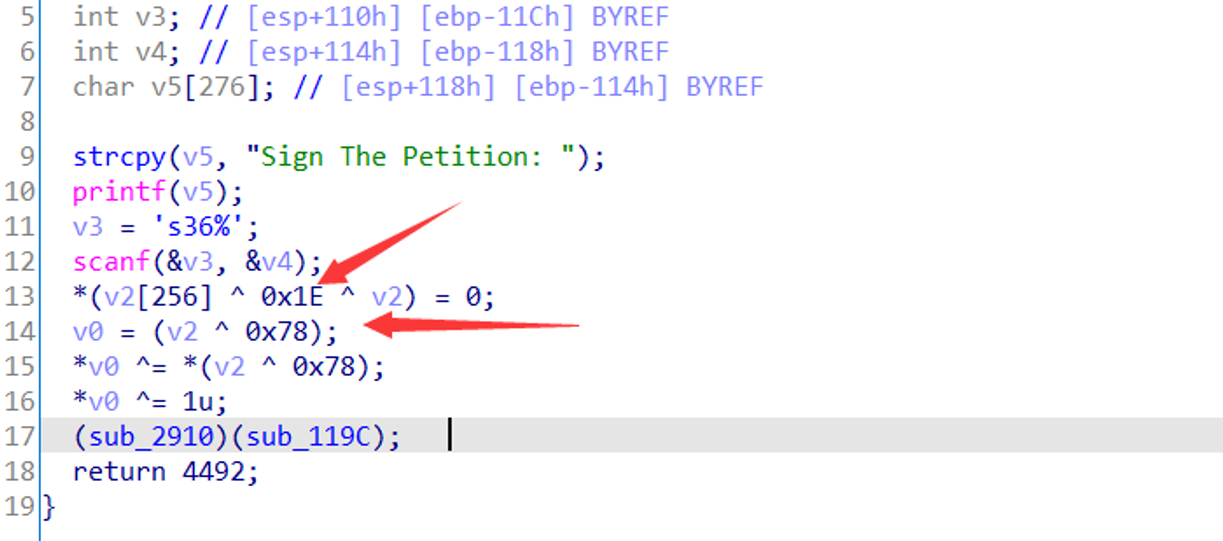 5 int v3; // [esp+110h] [ebp-11Ch] BYREF
6 int v4; // [esp+114h] [ebp-118h] BYREF
7 char v5[276]; // [esp+118h] [ebp-114h] BYREF
8
9 strcpy(v5, "Sign The Petition: ");
10 printf(v5);
11 v3 = 's36%';
12 scanf(&v3, &v4);
13 *(v2[256] ^ 0x1E ^ v2) = 0;
14 v0 = (v2 ^ 0x78);
15 *v0 ^= *(v2 ^ 0x78);
16 *v0 ^= 1u;
17 (sub_2910)(sub_119C);
18 return 4492;
19 }